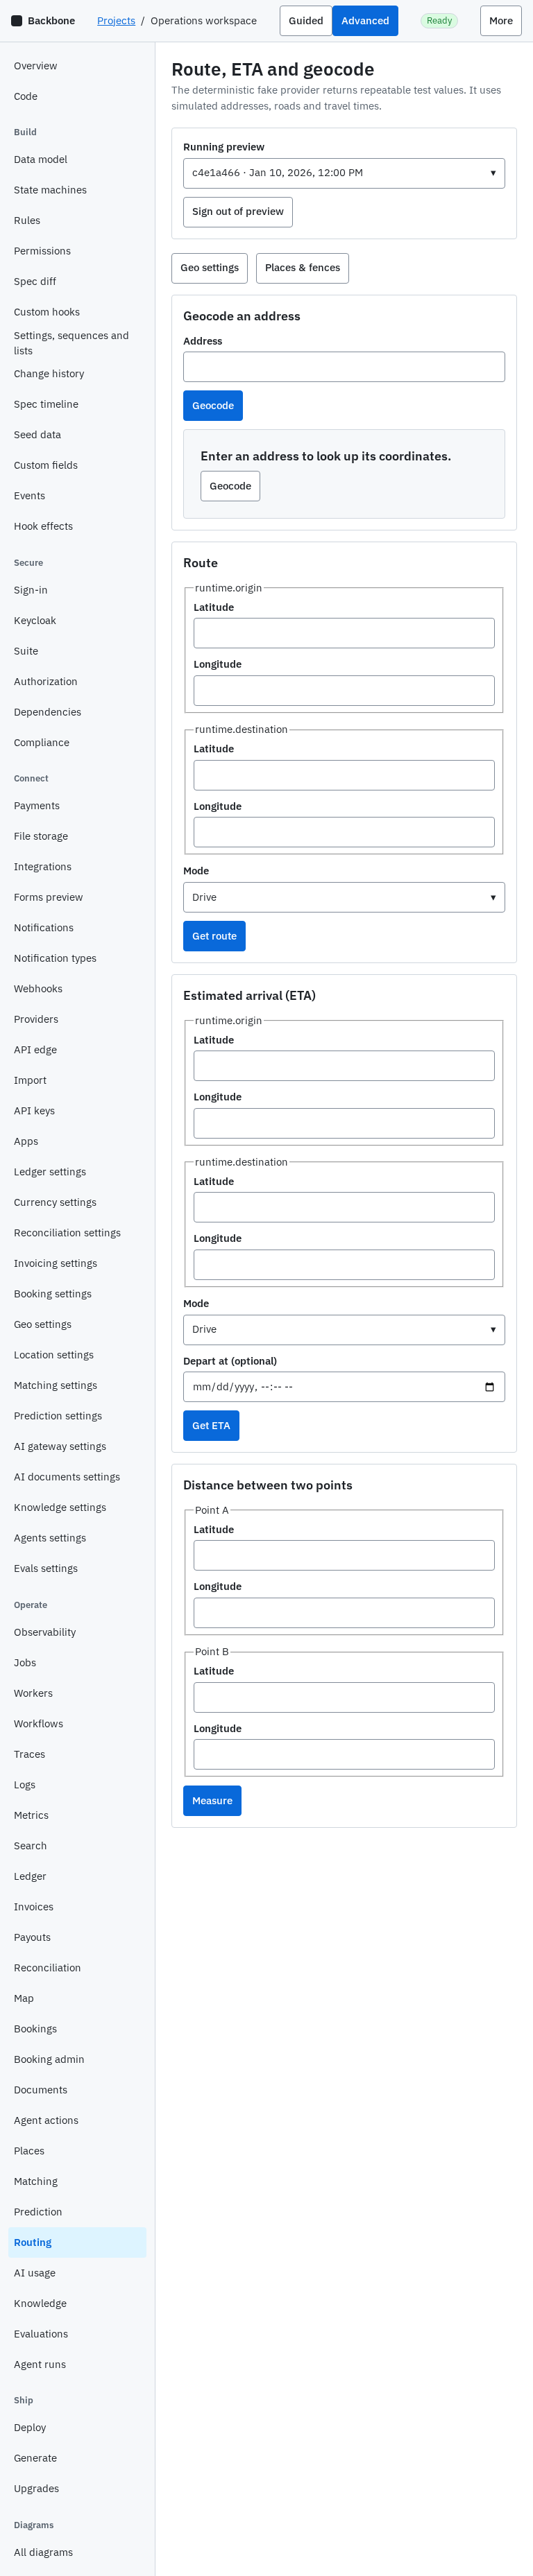 Backbone
Projects / Operations workspace
Guided
Advanced
Ready
More
Overview
Code
Build
Data model
State machines
Rules
Permissions
Spec diff
Custom hooks
Settings, sequences and
lists
Change history
Spec timeline
Seed data
Custom fields
Events
Hook effects
Secure
Sign-in
Keycloak
Suite
Authorization
Dependencies
Compliance
Connect
Payments
File storage
Integrations
Forms preview
Notifications
Notification types
Webhooks
Providers
API edge
Import
API keys
Apps
Ledger settings
Currency settings
Reconciliation settings
Invoicing settings
Booking settings
Geo settings
Location settings
Matching settings
Prediction settings
AI gateway settings
AI documents settings
Knowledge settings
Agents settings
Evals settings
Operate
Observability
Jobs
Workers
Workflows
Traces
Logs
Metrics
Search
Ledger
Invoices
Payouts
Reconciliation
Map
Bookings
Booking admin
Documents
Agent actions
Places
Matching
Prediction
Routing
AI usage
Knowledge
Evaluations
Agent runs
Ship
Deploy
Generate
Upgrades
Diagrams
All diagrams
Route, ETA and geocode
The deterministic fake provider returns repeatable test values. It uses
simulated addresses, roads and travel times.
Running preview
c4e1a466 · Jan 10, 2026, 12:00 PM
Sign out of preview
Geo settings
Places & fences
Geocode an address
Address
Geocode
Enter an address to look up its coordinates.
Geocode
Route
runtime.origin
Latitude
Longitude
runtime.destination
Latitude
Longitude
Mode
Drive
Get route
Estimated arrival (ETA)
runtime.origin
Latitude
Longitude
runtime.destination
Latitude
Longitude
Mode
Drive
Depart at (optional)
mm/dd/yyyy, --:-- --
Get ETA
Distance between two points
Point A
Latitude
Longitude
Point B
Latitude
Longitude
Measure